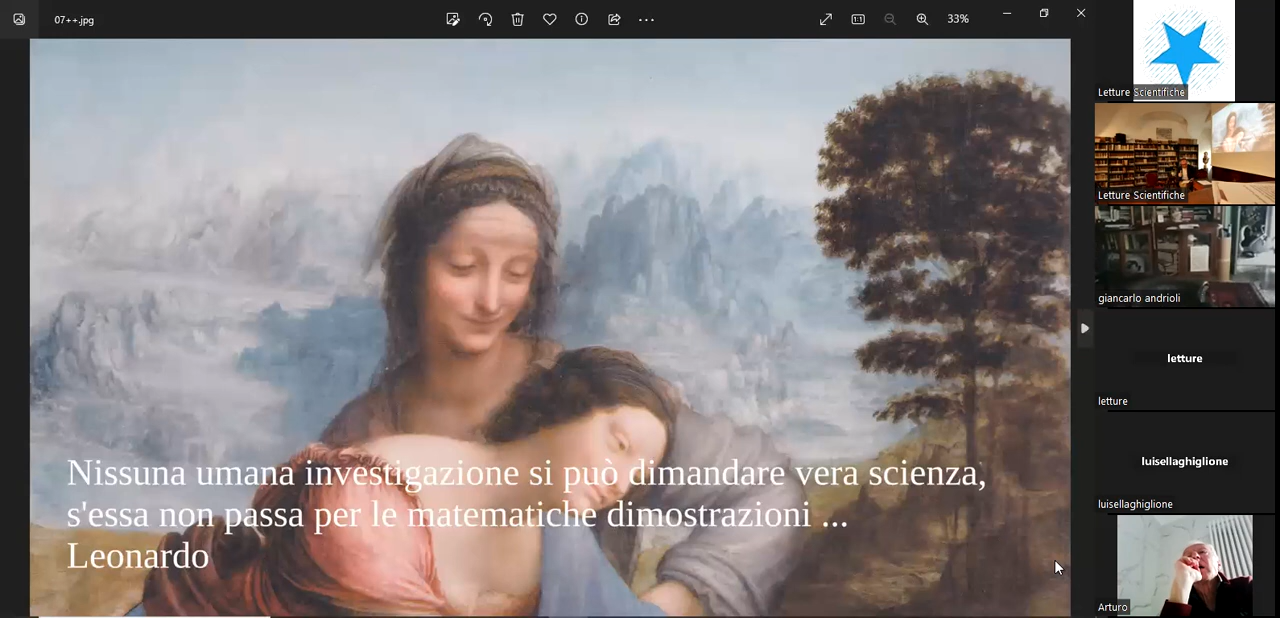 07++.jpg
33%
Nissuna umana investigazione si può dimandare vera scienza,
s'essa non passa per le matematiche dimostrazioni ...
Leonardo
Letture Scientifiche
Letture Scientifiche
giancarlo andrioli
letture
letture
luisellaghiglione
luisellaghiglione
Arturo